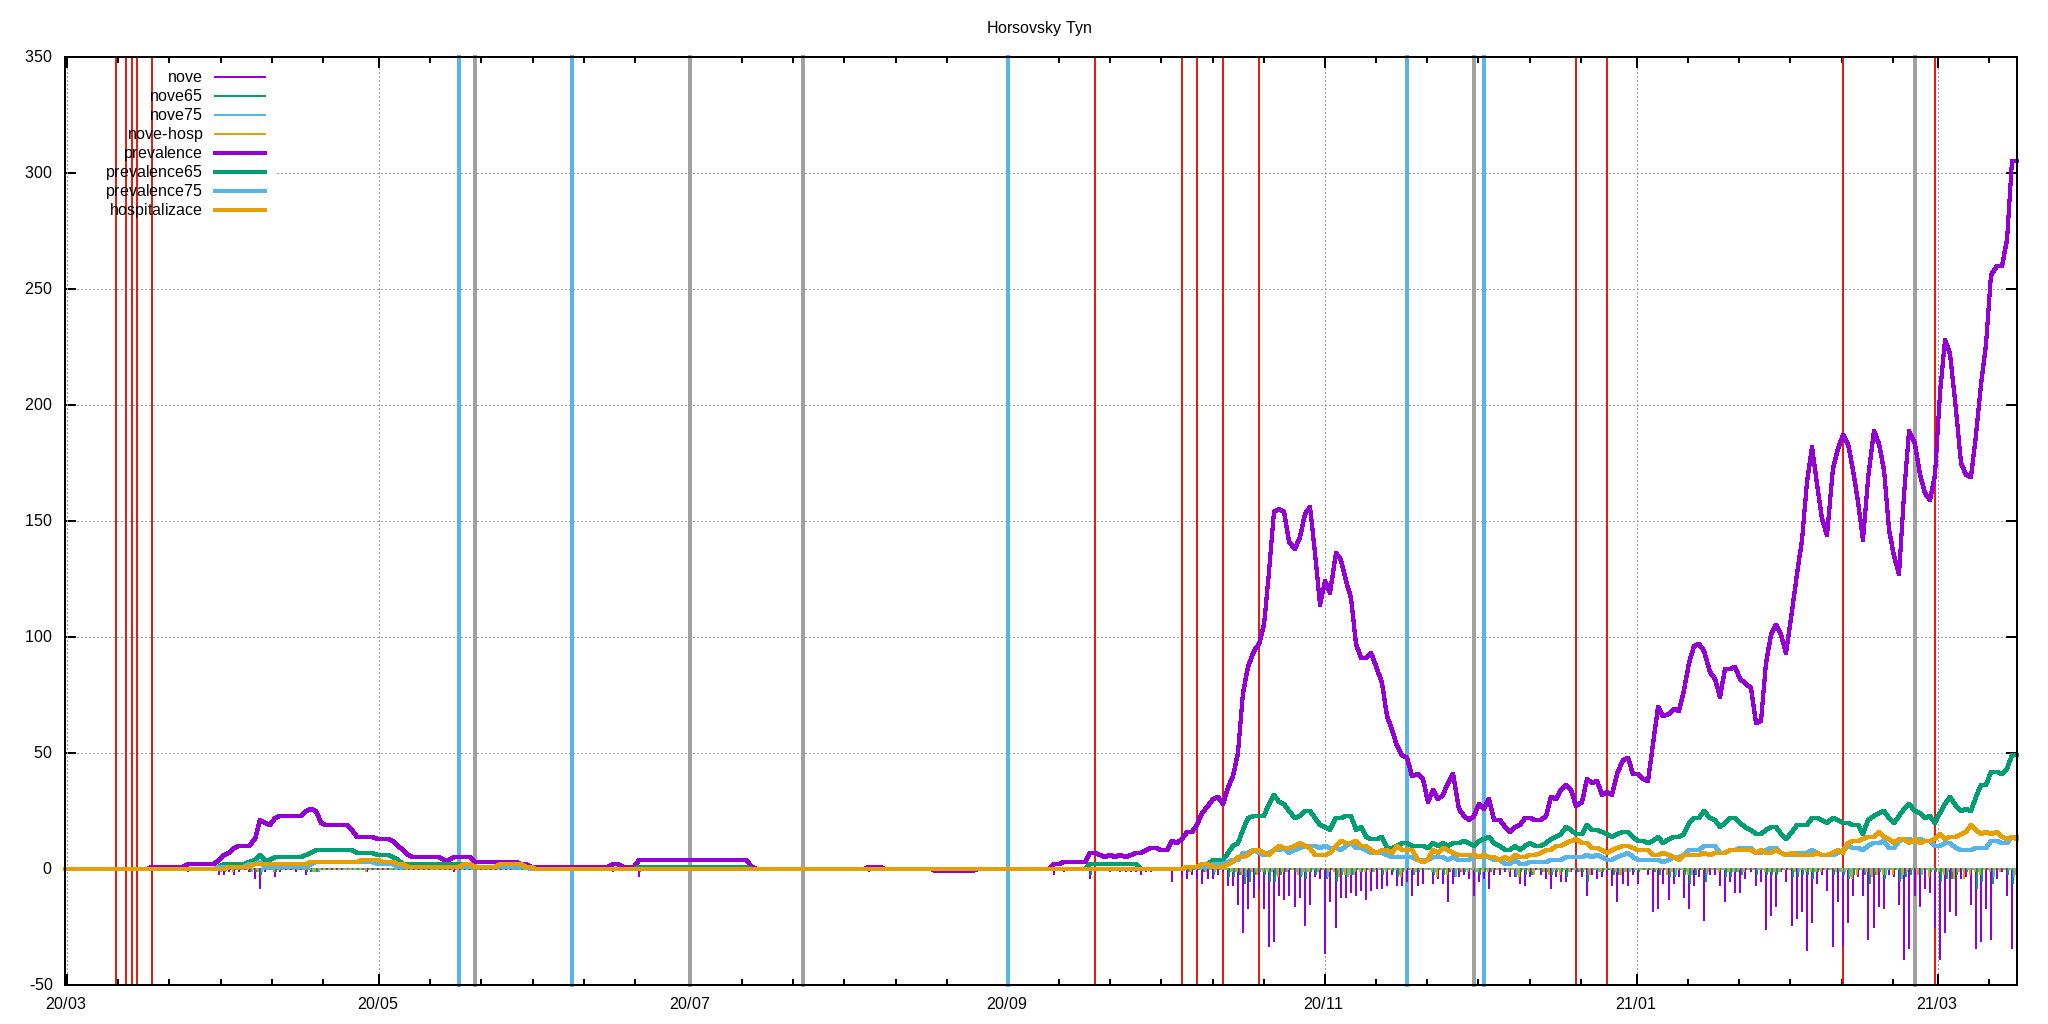 Horsovsky Tyn
350
300
250
200
150
100
50
0
-50
nove
nove65
nove75
nove-hosp
prevalence
prevalence65
prevalence75
hospitalizace
20/03 20/05 20/07 20/09 20/11 21/01 21/03